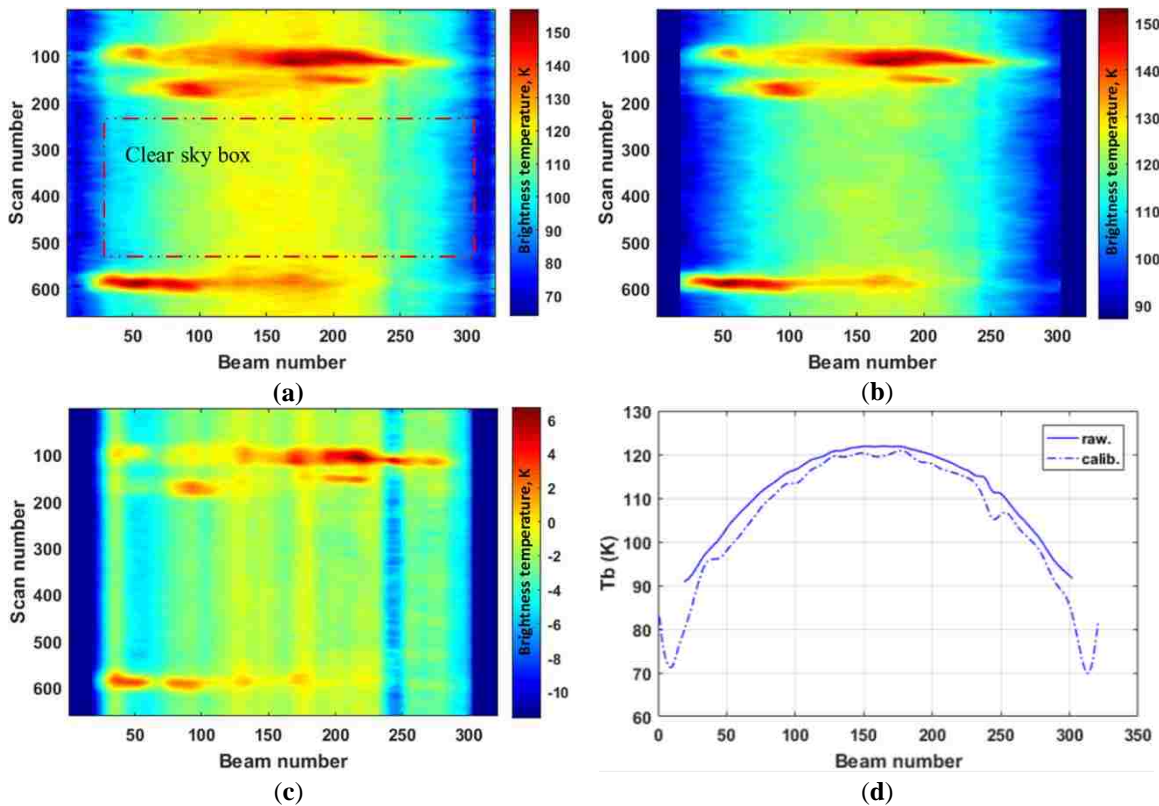 100
200
300
400
500
600
Scan number
Clear sky box
50 100 150 200 250 300
Beam number
150
140
130
120
110
100
90
80
70
Brightness temperature, K
(a)
100
200
300
400
500
600
Scan number
50 100 150 200 250 300
Beam number
150
140
130
120
110
100
90
Brightness temperature, K
(b)
100
200
300
400
500
600
Scan number
50 100 150 200 250 300
Beam number
6
4
2
0
-2
-4
-6
-8
-10
Brightness temperature, K
(c)
130
120
110
100
90
80
70
60
Tb (K)
raw.
calib.
0 50 100 150 200 250 300 350
Beam number
(d)